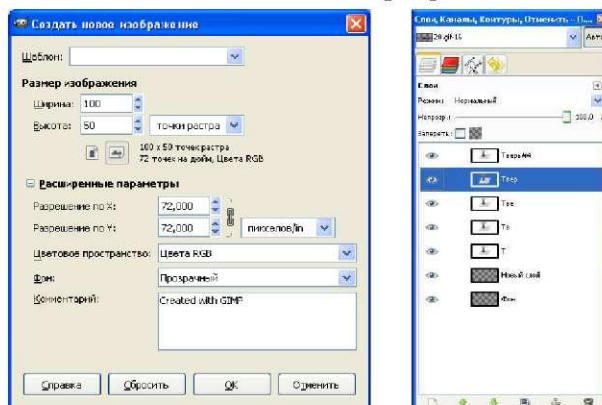 Создать новое изображение
Шаблон:
Размер изображения
Ширина: 100
Высота: 50 точки растра
100 x 50 точек растра
72 точек на дюйм, Цвета RGB
Расширенные параметры
Разрешение по X: 72,000
Разрешение по Y: 72,000 пикселов/in
Цветовое пространство: Цвета RGB
Фон: Прозрачный
Комментарий: Created with GIMP
Справка Сбросить OK Отменить
Слои, Каналы, Контуры, Отменить -
Авт
Слои
Режим: Нормальный
Непрозр.: 100,0
Запереть:
Твер
Тве
Тв
Т
Новый слой
Фон